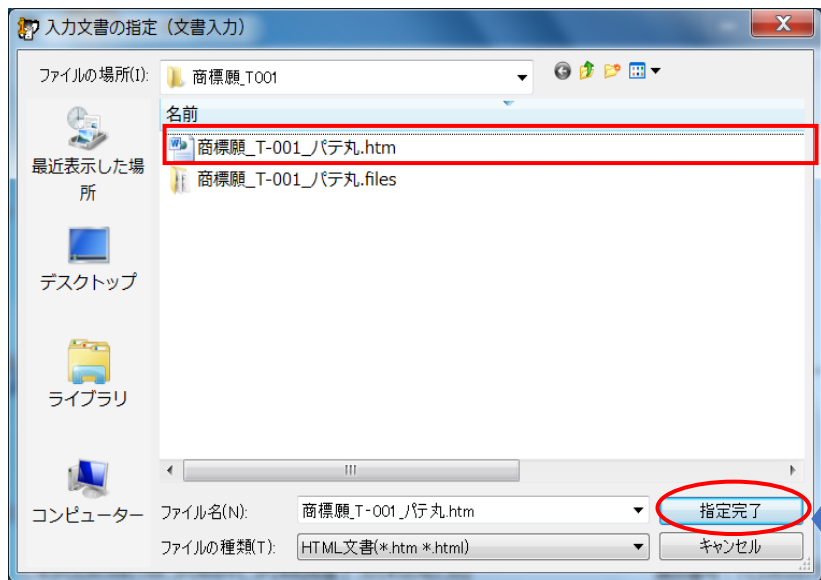 入力文書の指定（文書入力）
X
ファイルの場所(I):
商標願_T001
名前
商標願_T-001_パテ丸.htm
商標願_T-001_パテ丸.files
最近表示した場
所
デスクトップ
ライブラリ
コンピューター
ファイル名(N):
商標願_T-001_パテ丸.htm
指定完了
ファイルの種類(T):
HTML文書(*.htm *.html)
キャンセル